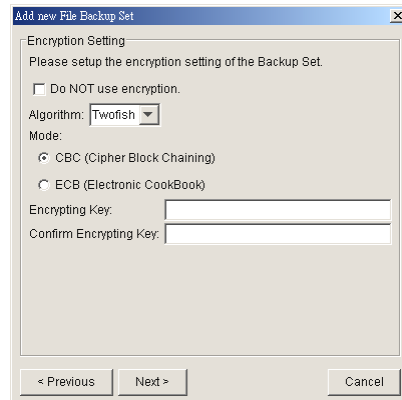 Add new File Backup Set
Encryption Setting
Please setup the encryption setting of the Backup Set.
Do NOT use encryption.
Algorithm: Twofish
Mode:
CBC (Cipher Block Chaining)
ECB (Electronic CookBook)
Encrypting Key:
Confirm Encrypting Key:
< Previous Next > Cancel